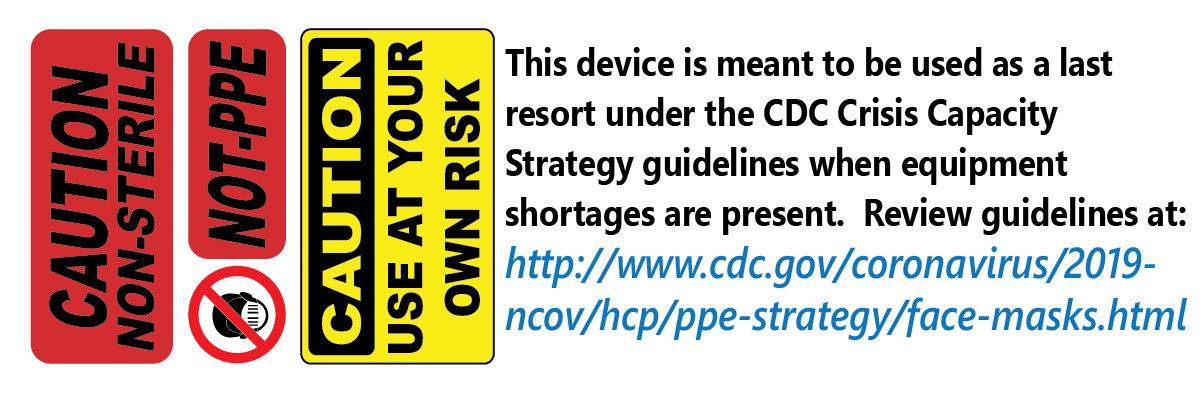 CAUTION
NON-STERILE
NOT-PPE
CAUTION
USE AT YOUR
OWN RISK
This device is meant to be used as a last
resort under the CDC Crisis Capacity
Strategy guidelines when equipment
shortages are present.  Review guidelines at:
http://www.cdc.gov/coronavirus/2019-
ncov/hcp/ppe-strategy/face-masks.html